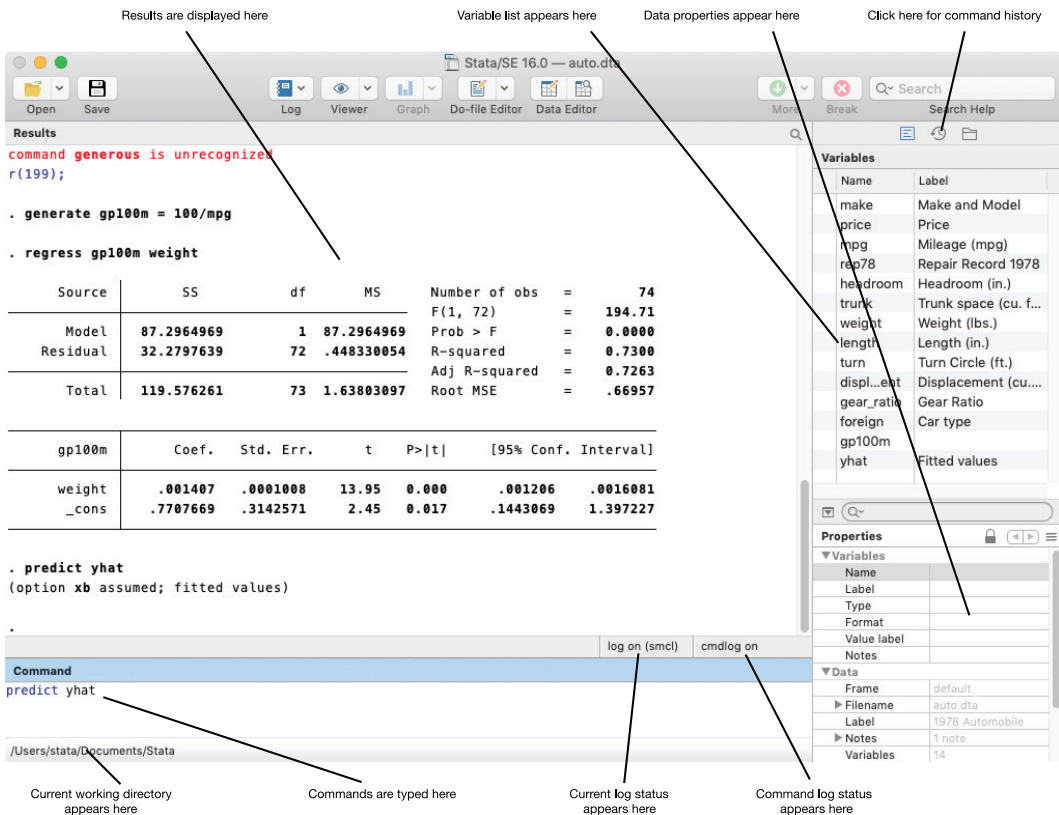 Results are displayed here
Variable list appears here
Data properties appear here
Click here for command history
Stata/SE 16.0 — auto.dta
Open Save Log Viewer Graph Do-file Editor Data Editor More Break Search Help
Search
Results
command generous is unrecognized
r(199);
. generate gp100m = 100/mpg
. regress gp100m weight
Source SS df MS Number of obs = 74
F(1, 72) = 194.71
Model 87.2964969 1 87.2964969 Prob > F = 0.0000
Residual 32.2797639 72 .448330054 R-squared = 0.7300
Adj R-squared = 0.7263
Total 119.576261 73 1.63803097 Root MSE = .66957
gp100m Coef. Std. Err. t P>|t| [95% Conf. Interval]
weight .001407 .0001008 13.95 0.000 .001206 .0016081
_cons .7707669 .3142571 2.45 0.017 .1443069 1.397227
. predict yhat
(option xb assumed; fitted values)
.
log on (smcl) cmdlog on
Command
predict yhat
/Users/stata/Documents/Stata
Variables
Name Label
make Make and Model
price Price
mpg Mileage (mpg)
rep78 Repair Record 1978
headroom Headroom (in.)
trunk Trunk space (cu. f...
weight Weight (lbs.)
length Length (in.)
turn Turn Circle (ft.)
displ...ent Displacement (cu....
gear_ratio Gear Ratio
foreign Car type
gp100m
yhat Fitted values
Properties
Variables
Name
Label
Type
Format
Value label
Notes
Data
Frame default
Filename auto.dta
Label 1978 Automobile
Notes 1 note
Variables 14
Current working directory
appears here
Commands are typed here
Current log status
appears here
Command log status
appears here